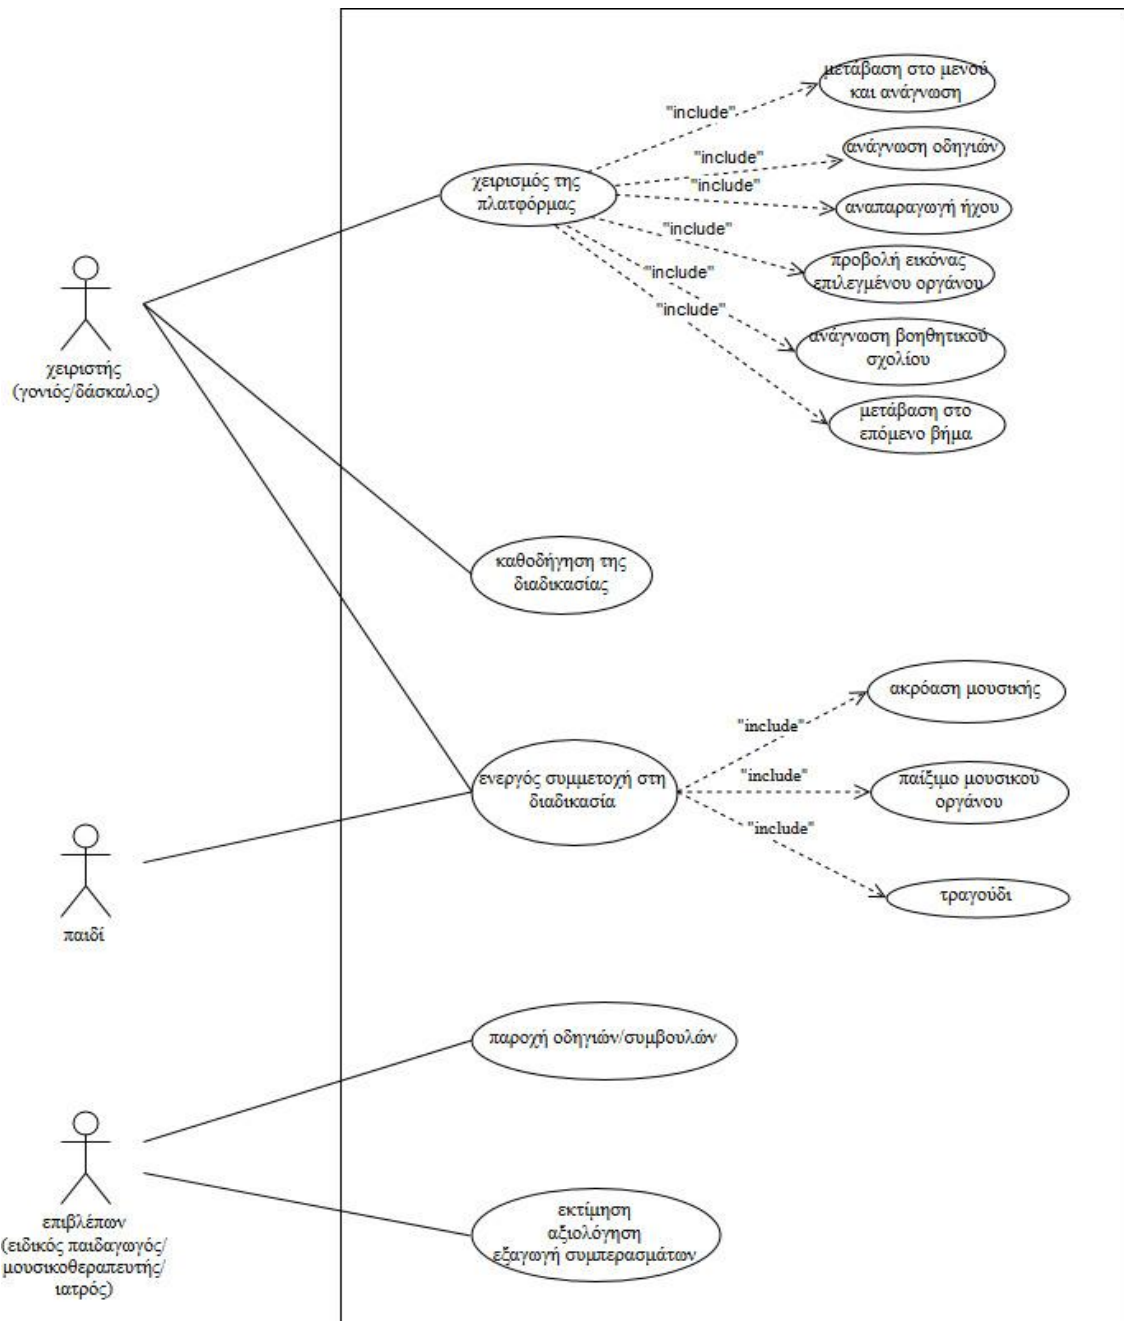 μετάβαση στο μενού
και ανάγνωση
"include"
ανάγνωση οδηγιών
"include"
χειρισμός της
πλατφόρμας
"include"
αναπαραγωγή ήχου
"include"
προβολή εικόνας
επιλεγμένου οργάνου
"include"
"include"
ανάγνωση βοηθητικού
σχολίου
χειριστής
(γονιός/δάσκαλος)
μετάβαση στο
επόμενο βήμα
καθοδήγηση της
διαδικασίας
ακρόαση μουσικής
"include"
ενεργός συμμετοχή στη
διαδικασία
"include"
παίξιμο μουσικού
οργάνου
"include"
τραγούδι
παιδί
παροχή οδηγιών/συμβουλών
επιβλέπων
(ειδικός παιδαγωγός/
μουσικοθεραπευτής/
ιατρός)
εκτίμηση
αξιολόγηση
εξαγωγή συμπερασμάτων